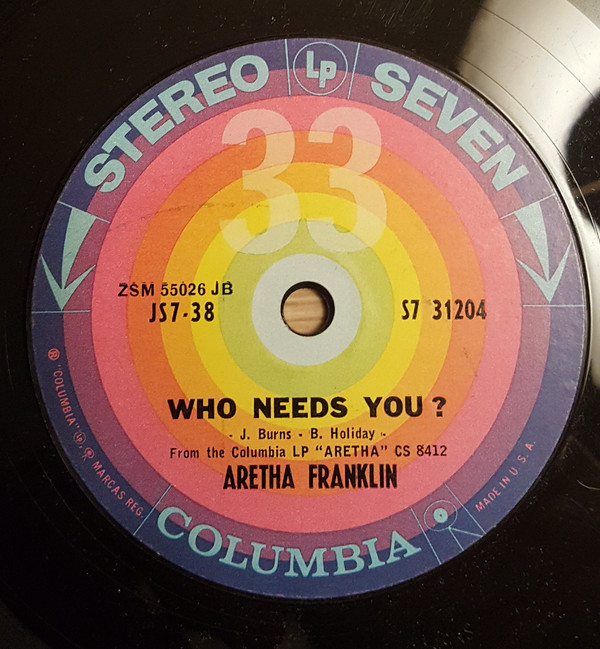 STEREO LP SEVEN
33
ZSM 55026 JB
JS7-38 S7 31204
WHO NEEDS YOU?
- J. Burns - B. Holiday -
From the Columbia LP "ARETHA" CS 8412
ARETHA FRANKLIN
® "COLUMBIA", MARCAS REG.
COLUMBIA
MADE IN U.S.A.